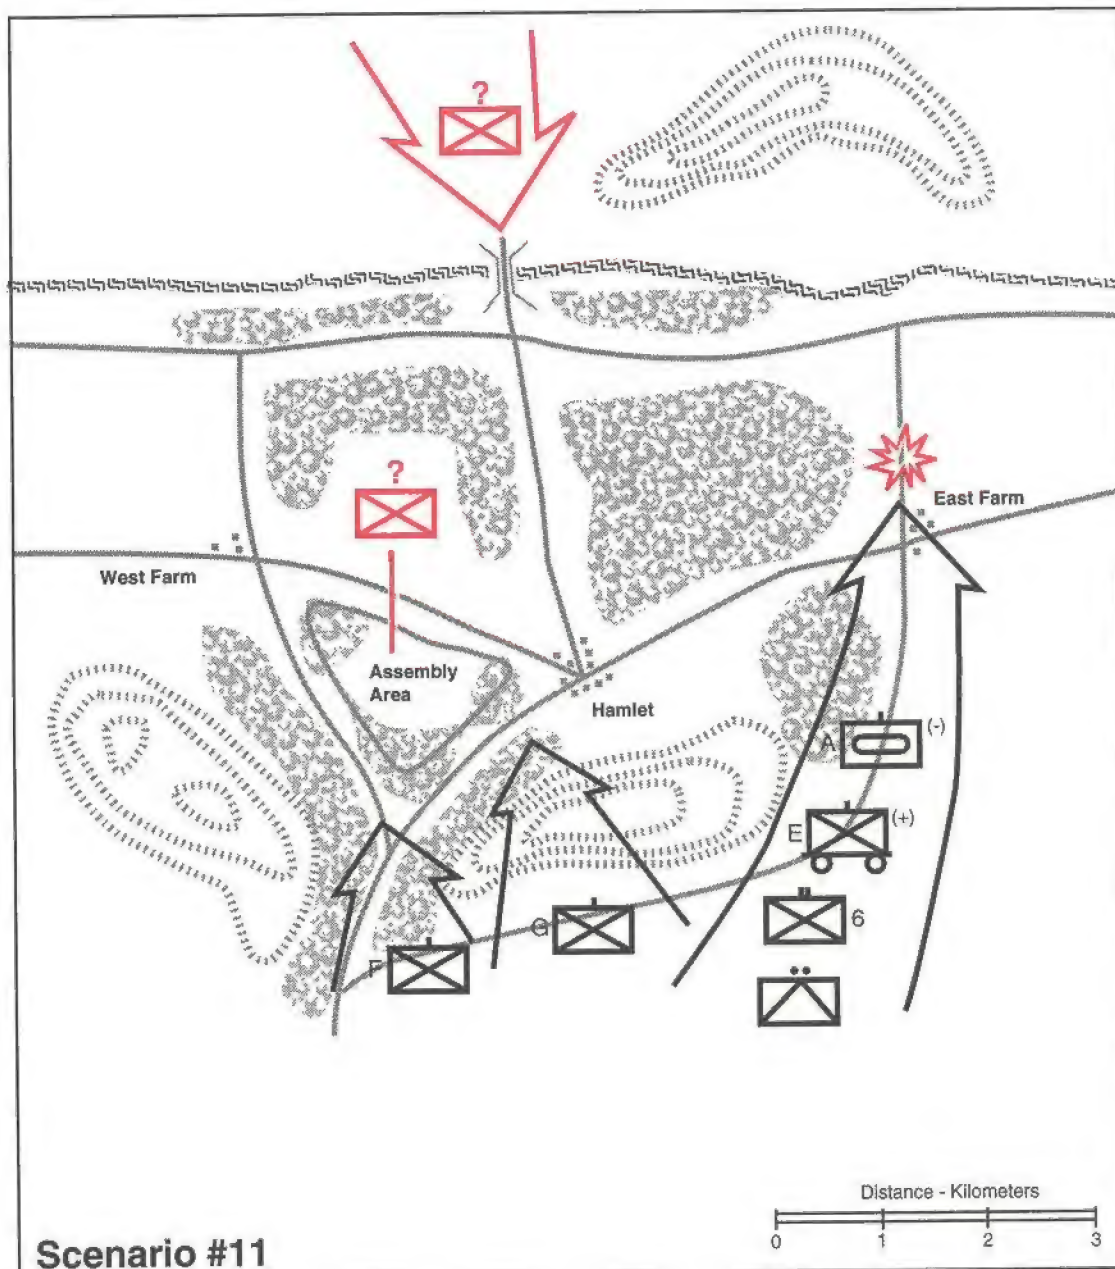 ?
?
East Farm
West Farm
Assembly
Area
Hamlet
A
(-)
E
(+)
G
6
F
Distance - Kilometers
0 1 2 3
Scenario #11